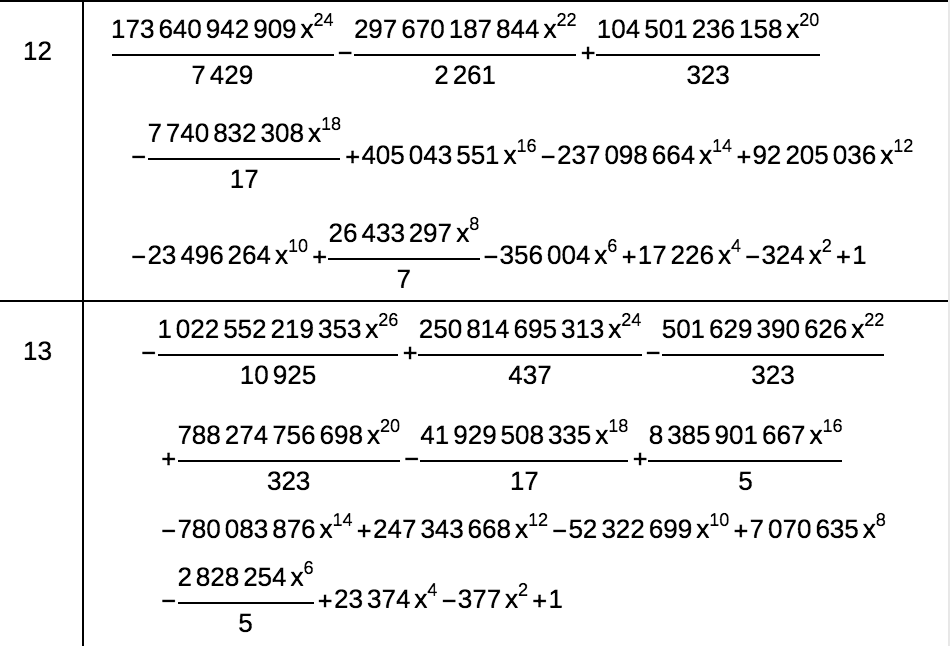 12 173 640 942 909 x^24 / 7 429 − 297 670 187 844 x^22 / 2 261 + 104 501 236 158 x^20 / 323
− 7 740 832 308 x^18 / 17 + 405 043 551 x^16 − 237 098 664 x^14 + 92 205 036 x^12
− 23 496 264 x^10 + 26 433 297 x^8 / 7 − 356 004 x^6 + 17 226 x^4 − 324 x^2 + 1
13 − 1 022 552 219 353 x^26 / 10 925 + 250 814 695 313 x^24 / 437 − 501 629 390 626 x^22 / 323
+ 788 274 756 698 x^20 / 323 − 41 929 508 335 x^18 / 17 + 8 385 901 667 x^16 / 5
− 780 083 876 x^14 + 247 343 668 x^12 − 52 322 699 x^10 + 7 070 635 x^8
− 2 828 254 x^6 / 5 + 23 374 x^4 − 377 x^2 + 1